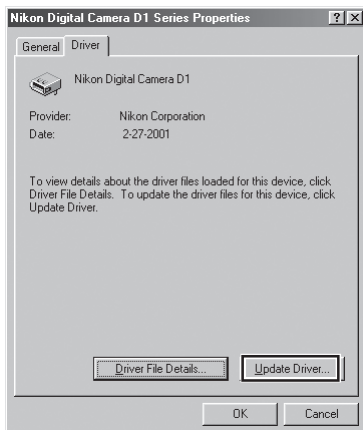 Nikon Digital Camera D1 Series Properties
General Driver
Nikon Digital Camera D1
Provider: Nikon Corporation
Date: 2-27-2001
To view details about the driver files loaded for this device, click
Driver File Details. To update the driver files for this device, click
Update Driver.
Driver File Details... Update Driver...
OK Cancel